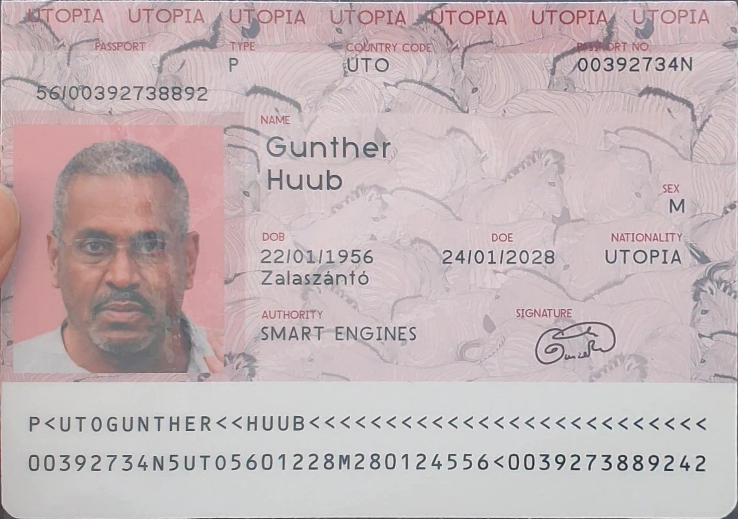 UTOPIA UTOPIA UTOPIA UTOPIA UTOPIA UTOPIA UTOPIA
PASSPORT TYPE COUNTRY CODE PASSPORT NO
P UTO 00392734N
56/00392738892
NAME
Gunther
Huub
SEX
M
DOB DOE NATIONALITY
22/01/1956 24/01/2028 UTOPIA
Zalaszántó
AUTHORITY SIGNATURE
SMART ENGINES
P<UTOGUNTHER<<HUUB<<<<<<<<<<<<<<<<<<<<<<<<<<
00392734N5UTO5601228M280124556<0039273889242